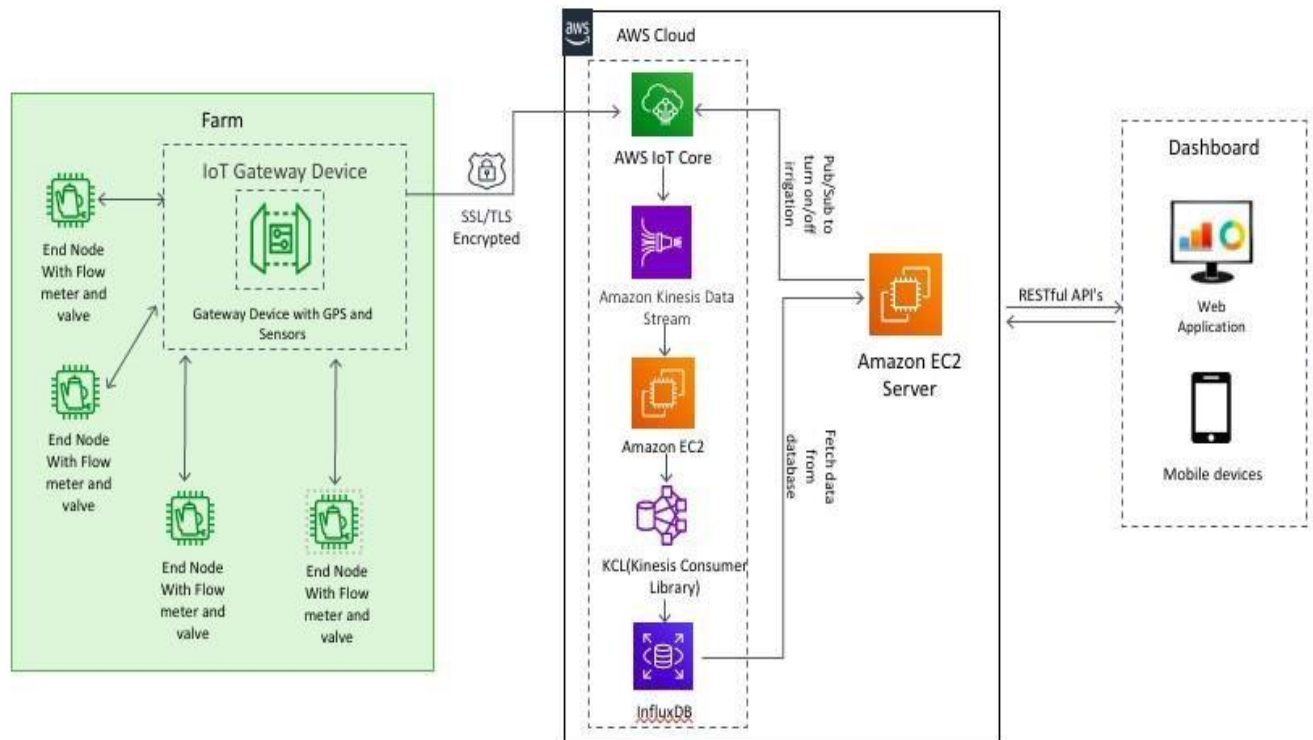 Farm
IoT Gateway Device
Gateway Device with GPS and
Sensors
End Node
With Flow
meter and
valve
End Node
With Flow
meter and
valve
End Node
With Flow
meter and
valve
End Node
With Flow
meter and
valve
SSL/TLS
Encrypted
aws
AWS Cloud
AWS IoT Core
Amazon Kinesis Data
Stream
Amazon EC2
KCL(Kinesis Consumer
Library)
InfluxDB
Pub/Sub to
turn on/off
irrigation
Fetch data
from
database
Amazon EC2
Server
RESTful API's
Dashboard
Web
Application
Mobile devices